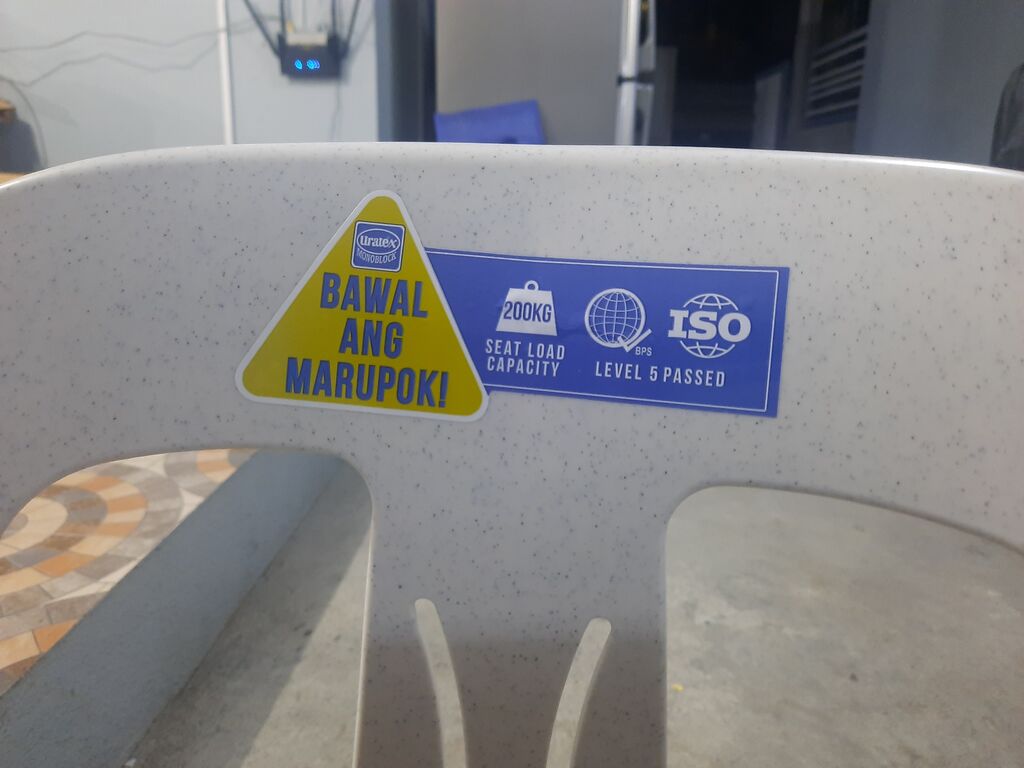 Uratex
MONOBLOCK
BAWAL
ANG
MARUPOK!
200KG
SEAT LOAD
CAPACITY
BPS
ISO
LEVEL 5 PASSED